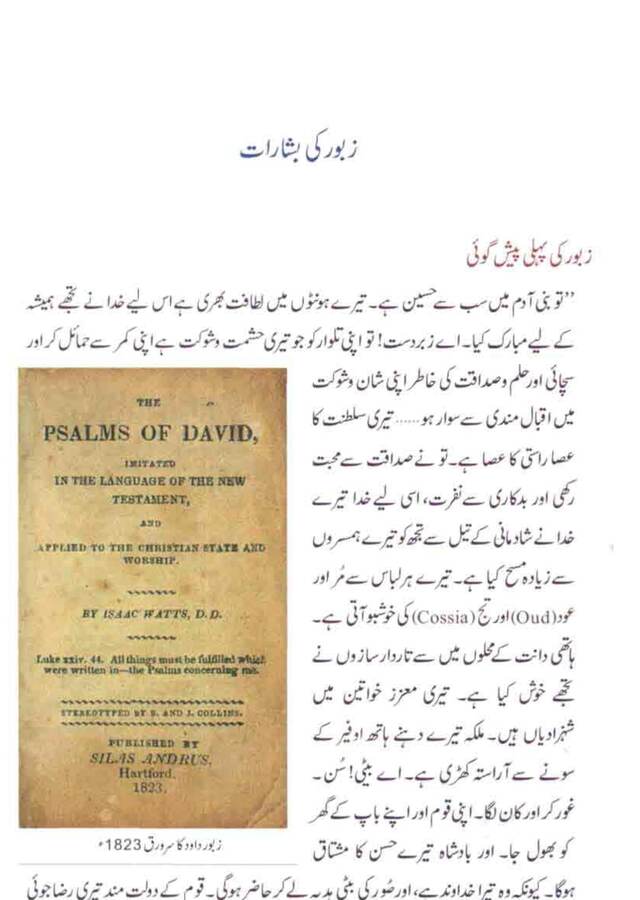 زبور کی بشارات
زبور کی پہلی پیش گوئی
’’تو بنی آدم میں سب سے حسین ہے۔ تیرے ہونٹوں میں لطافت بھری ہے اس لیے خدا نے تجھے ہمیشہ
کے لیے مبارک کیا۔ اے زبردست! تو اپنی تلوار کو جو تیری حشمت و شوکت ہے اپنی کمر سے حمائل کر اور
سچائی اور حلم و صداقت کی خاطر اپنی شان و شوکت
میں اقبال مندی سے سوار ہو...... تیری سلطنت کا
عصا راستی کا عصا ہے۔ تو نے صداقت سے محبت
رکھی اور بدکاری سے نفرت، اسی لیے خدا تیرے
خدا نے شادمانی کے تیل سے تجھ کو تیرے ہمسروں
سے زیادہ مسح کیا ہے۔ تیرے ہر لباس سے مُر اور
عود (Oud) اور تج (Cossia) کی خوشبو آتی ہے۔
ہاتھی دانت کے محلوں میں سے تاردار سازوں نے
تجھے خوش کیا ہے۔ تیری معزز خواتین میں
شہزادیاں ہیں۔ ملکہ تیرے دہنے ہاتھ اوفیر کے
سونے سے آراستہ کھڑی ہے۔ اے بیٹی! سُن۔
غور کر اور کان لگا۔ اپنی قوم اور اپنے باپ کے گھر
کو بھول جا۔ اور بادشاہ تیرے حسن کا مشتاق
ہوگا۔ کیونکہ وہ تیرا خداوند ہے، اور صُور کی بیٹی ہدیہ لے کر حاضر ہوگی۔ قوم کے دولت مند تیری رضا جوئی
THE
PSALMS OF DAVID,
IMITATED
IN THE LANGUAGE OF THE NEW
TESTAMENT,
AND
APPLIED TO THE CHRISTIAN STATE AND
WORSHIP.
BY ISAAC WATTS, D.D.
Luke xxiv. 44. All things must be fulfilled which
were written in—the Psalms concerning me.
STEREOTYPED BY B. AND J. COLLINS.
PUBLISHED BY
SILAS ANDRUS,
Hartford.
1823.
زبور داود کا سرورق 1823ء